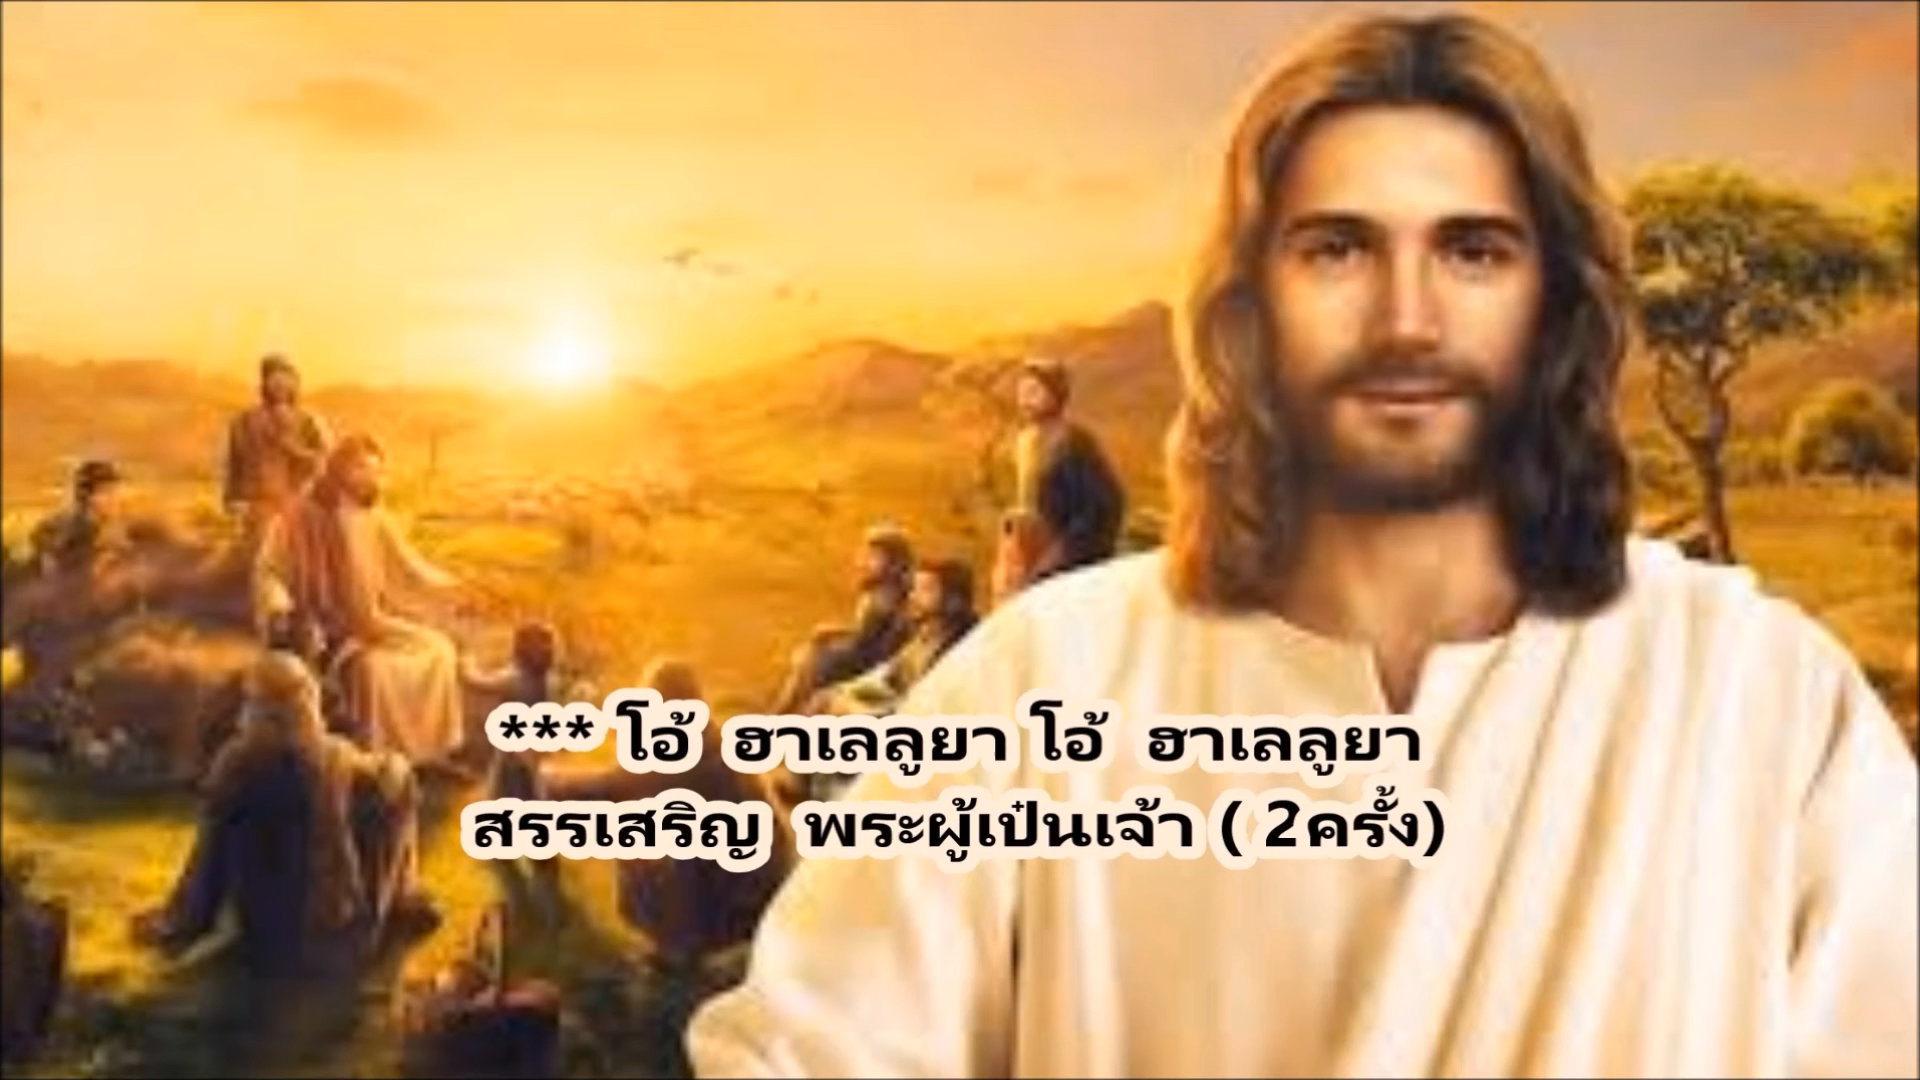 *** โอ้ ฮาเลลูยา โอ้ ฮาเลลูยา
สรรเสริญ พระผู้เป๋นเจ้า ( 2ครั้ง)